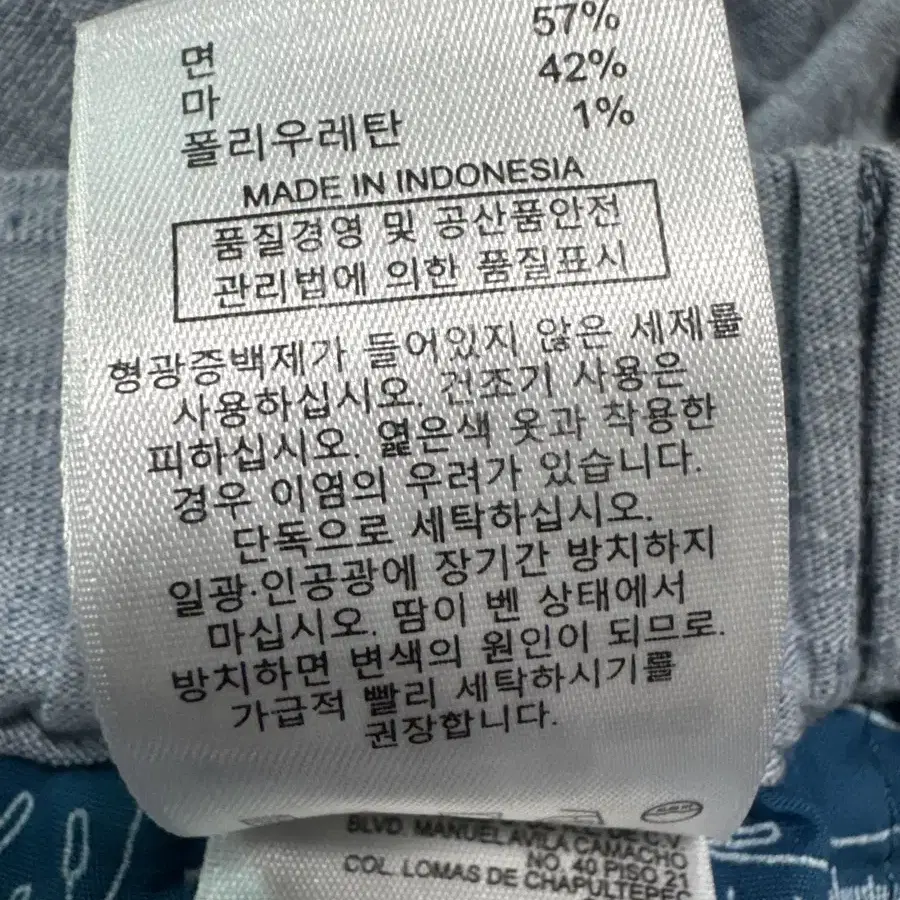 면 57%
마 42%
폴리우레탄 1%
MADE IN INDONESIA
품질경영 및 공산품안전
관리법에 의한 품질표시
형광증백제가 들어있지 않은 세제를
사용하십시오. 건조기 사용은
피하십시오. 엷은색 옷과 착용한
경우 이염의 우려가 있습니다.
단독으로 세탁하십시오.
일광·인공광에 장기간 방치하지
마십시오. 땀이 벤 상태에서
방치하면 변색의 원인이 되므로.
가급적 빨리 세탁하시기를
권장합니다.
BLVD. MANUEL AVILA CAMACHO
NO. 40 PISO 21
COL. LOMAS DE CHAPULTEPEC